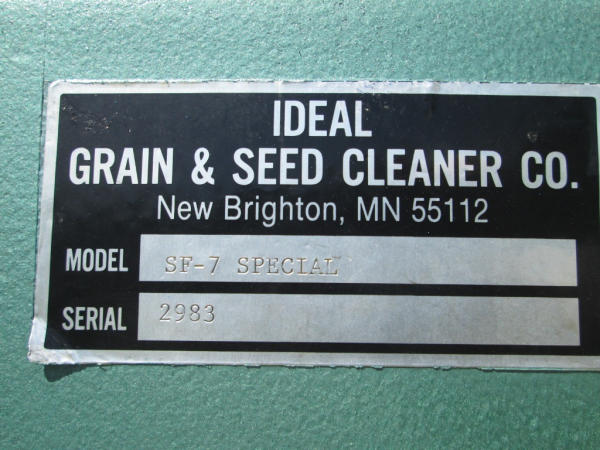 IDEAL
GRAIN & SEED CLEANER CO.
New Brighton, MN 55112
MODEL SF-7 SPECIAL
SERIAL 2983